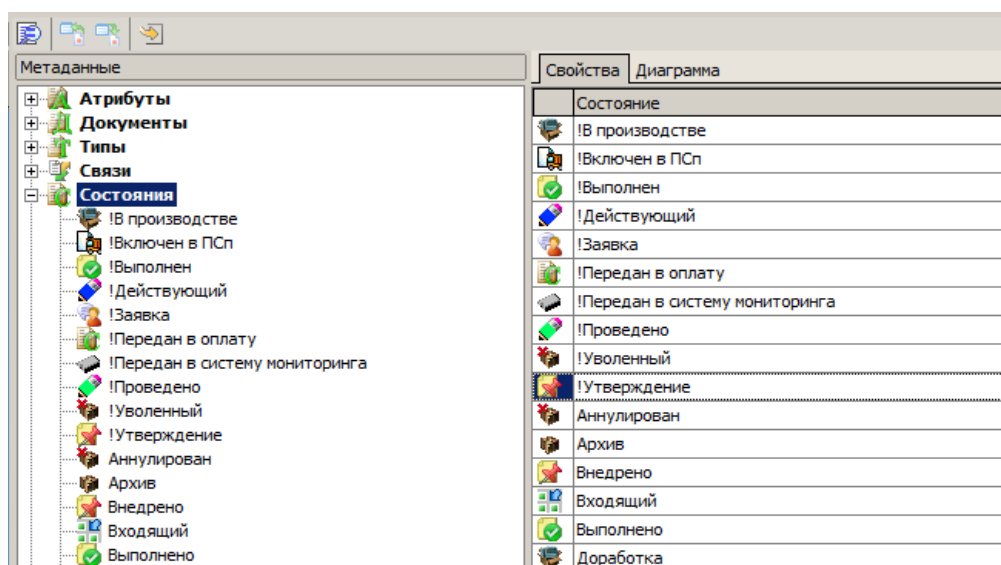 Метаданные
Атрибуты
Документы
Типы
Связи
Состояния
!В производстве
!Включен в ПСп
!Выполнен
!Действующий
!Заявка
!Передан в оплату
!Передан в систему мониторинга
!Проведено
!Уволенный
!Утверждение
Аннулирован
Архив
Внедрено
Входящий
Выполнено
Свойства Диаграмма
Состояние
!В производстве
!Включен в ПСп
!Выполнен
!Действующий
!Заявка
!Передан в оплату
!Передан в систему мониторинга
!Проведено
!Уволенный
!Утверждение
Аннулирован
Архив
Внедрено
Входящий
Выполнено
Доработка